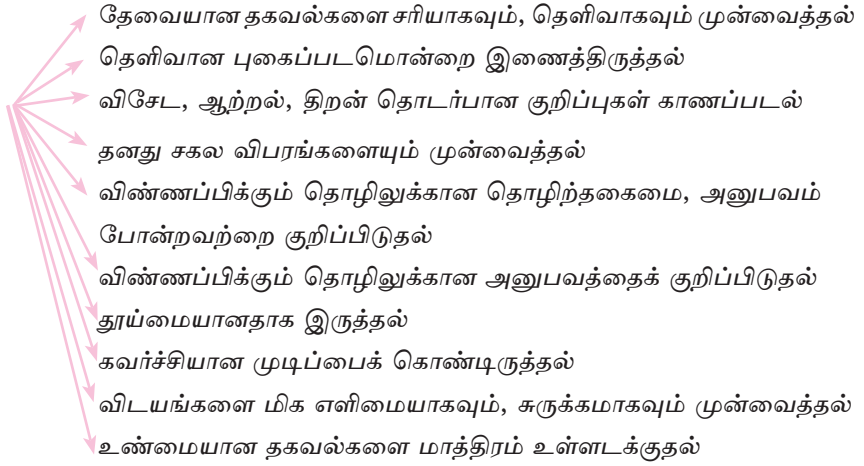 தேவையான தகவல்களை சரியாகவும், தெளிவாகவும் முன்வைத்தல்
தெளிவான புகைப்படமொன்றை இணைத்திருத்தல்
விசேட, ஆற்றல், திறன் தொடர்பான குறிப்புகள் காணப்படல்
தனது சகல விபரங்களையும் முன்வைத்தல்
விண்ணப்பிக்கும் தொழிலுக்கான தொழிற்தகைமை, அனுபவம்
போன்றவற்றை குறிப்பிடுதல்
விண்ணப்பிக்கும் தொழிலுக்கான அனுபவத்தைக் குறிப்பிடுதல்
தூய்மையானதாக இருத்தல்
கவர்ச்சியான முடிப்பைக் கொண்டிருத்தல்
விடயங்களை மிக எளிமையாகவும், சுருக்கமாகவும் முன்வைத்தல்
உண்மையான தகவல்களை மாத்திரம் உள்ளடக்குதல்